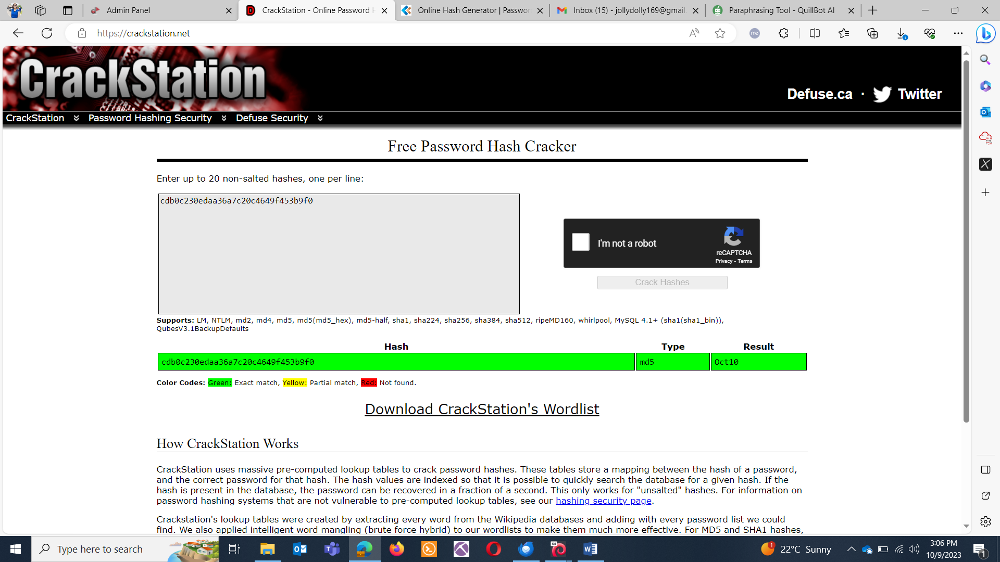 Admin Panel
CrackStation - Online Password H
Online Hash Generator | Passwor
Inbox (15) - jollydolly169@gmail.
Paraphrasing Tool - QuillBot AI
https://crackstation.net
me
CrackStation
Defuse.ca · Twitter
CrackStation
Password Hashing Security
Defuse Security
Free Password Hash Cracker
Enter up to 20 non-salted hashes, one per line:
cdb0c230edaa36a7c20c4649f453b9f0
I'm not a robot
reCAPTCHA
Privacy - Terms
Crack Hashes
Supports: LM, NTLM, md2, md4, md5, md5(md5_hex), md5-half, sha1, sha224, sha256, sha384, sha512, ripeMD160, whirlpool, MySQL 4.1+ (sha1(sha1_bin)),
QubesV3.1BackupDefaults
Hash Type Result
cdb0c230edaa36a7c20c4649f453b9f0 md5 Oct10
Color Codes: Green: Exact match, Yellow: Partial match, Red: Not found.
Download CrackStation's Wordlist
How CrackStation Works
CrackStation uses massive pre-computed lookup tables to crack password hashes. These tables store a mapping between the hash of a password,
and the correct password for that hash. The hash values are indexed so that it is possible to quickly search the database for a given hash. If the
hash is present in the database, the password can be recovered in a fraction of a second. This only works for "unsalted" hashes. For information on
password hashing systems that are not vulnerable to pre-computed lookup tables, see our hashing security page.
Crackstation's lookup tables were created by extracting every word from the Wikipedia databases and adding with every password list we could
find. We also applied intelligent word mangling (brute force hybrid) to our wordlists to make them much more effective. For MD5 and SHA1 hashes,
Type here to search
64
1
22°C Sunny
3:06 PM
10/9/2023
1